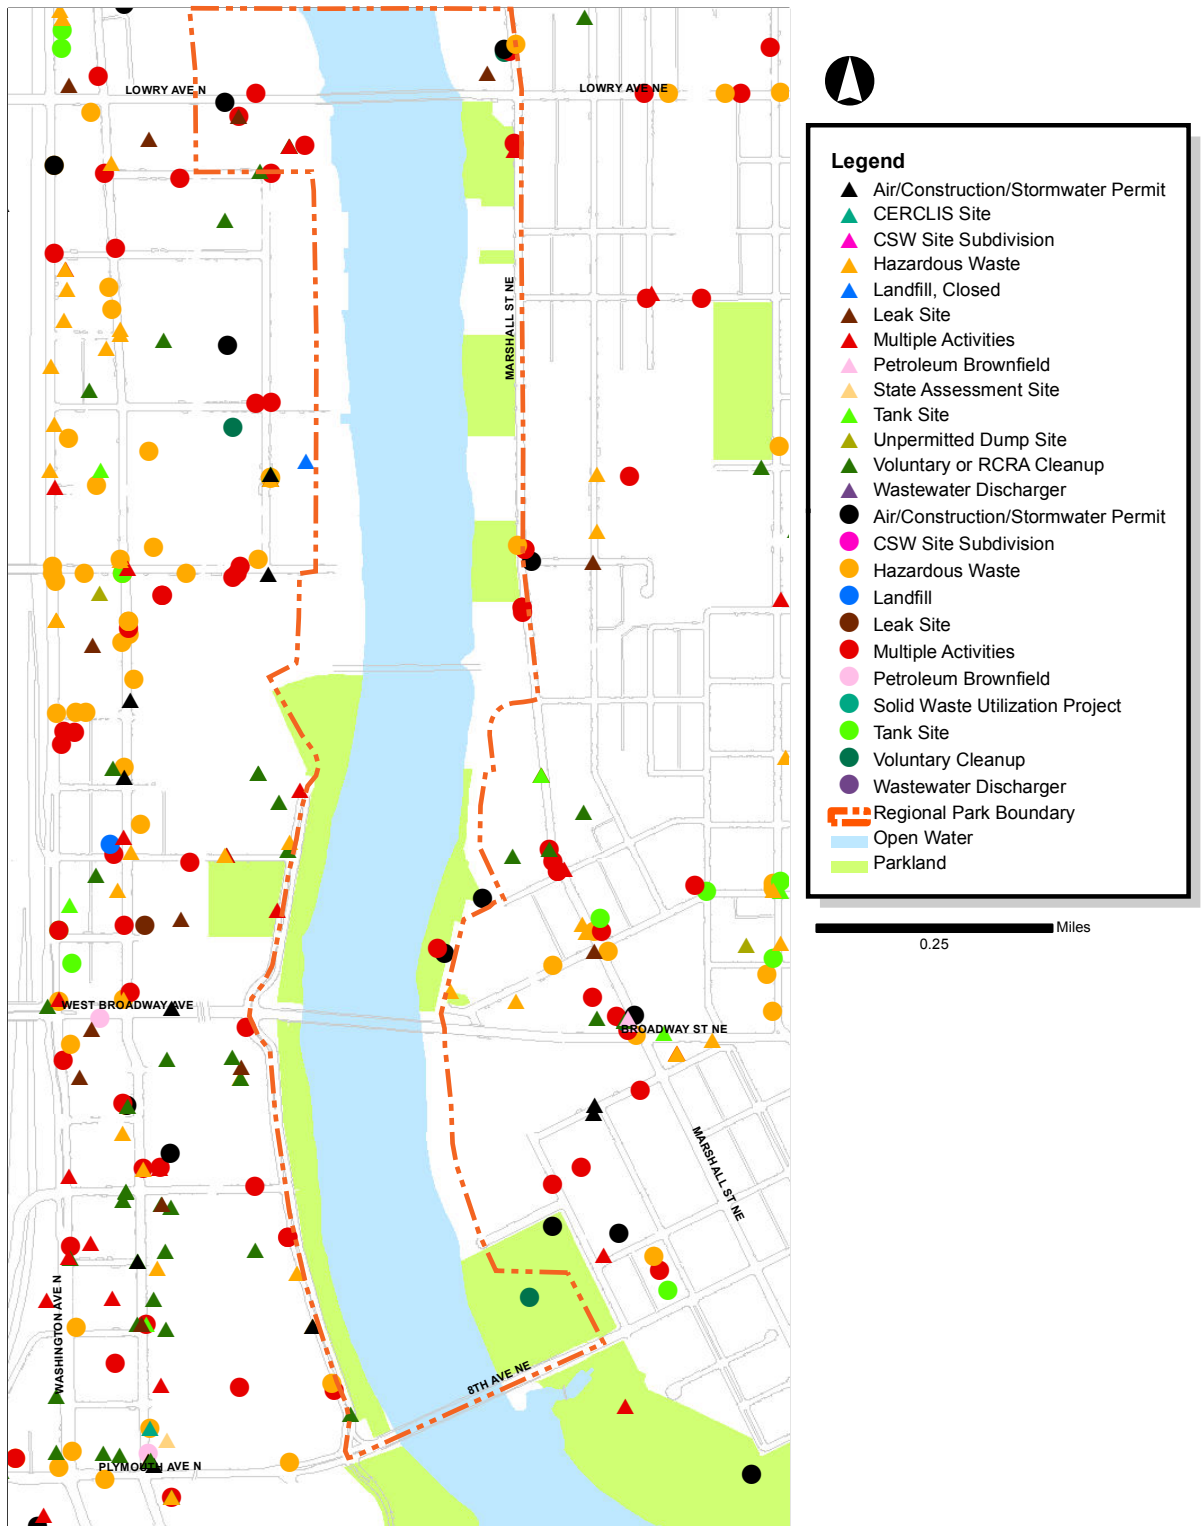 LOWRY AVE N
LOWRY AVE NE
MARSHALL ST NE
WEST BROADWAY AVE
BROADWAY ST NE
MARSHALL ST NE
WASHINGTON AVE N
8TH AVE NE
PLYMOUTH AVE N
Legend
Air/Construction/Stormwater Permit
CERCLIS Site
CSW Site Subdivision
Hazardous Waste
Landfill, Closed
Leak Site
Multiple Activities
Petroleum Brownfield
State Assessment Site
Tank Site
Unpermitted Dump Site
Voluntary or RCRA Cleanup
Wastewater Discharger
Air/Construction/Stormwater Permit
CSW Site Subdivision
Hazardous Waste
Landfill
Leak Site
Multiple Activities
Petroleum Brownfield
Solid Waste Utilization Project
Tank Site
Voluntary Cleanup
Wastewater Discharger
Regional Park Boundary
Open Water
Parkland
Miles
0.25